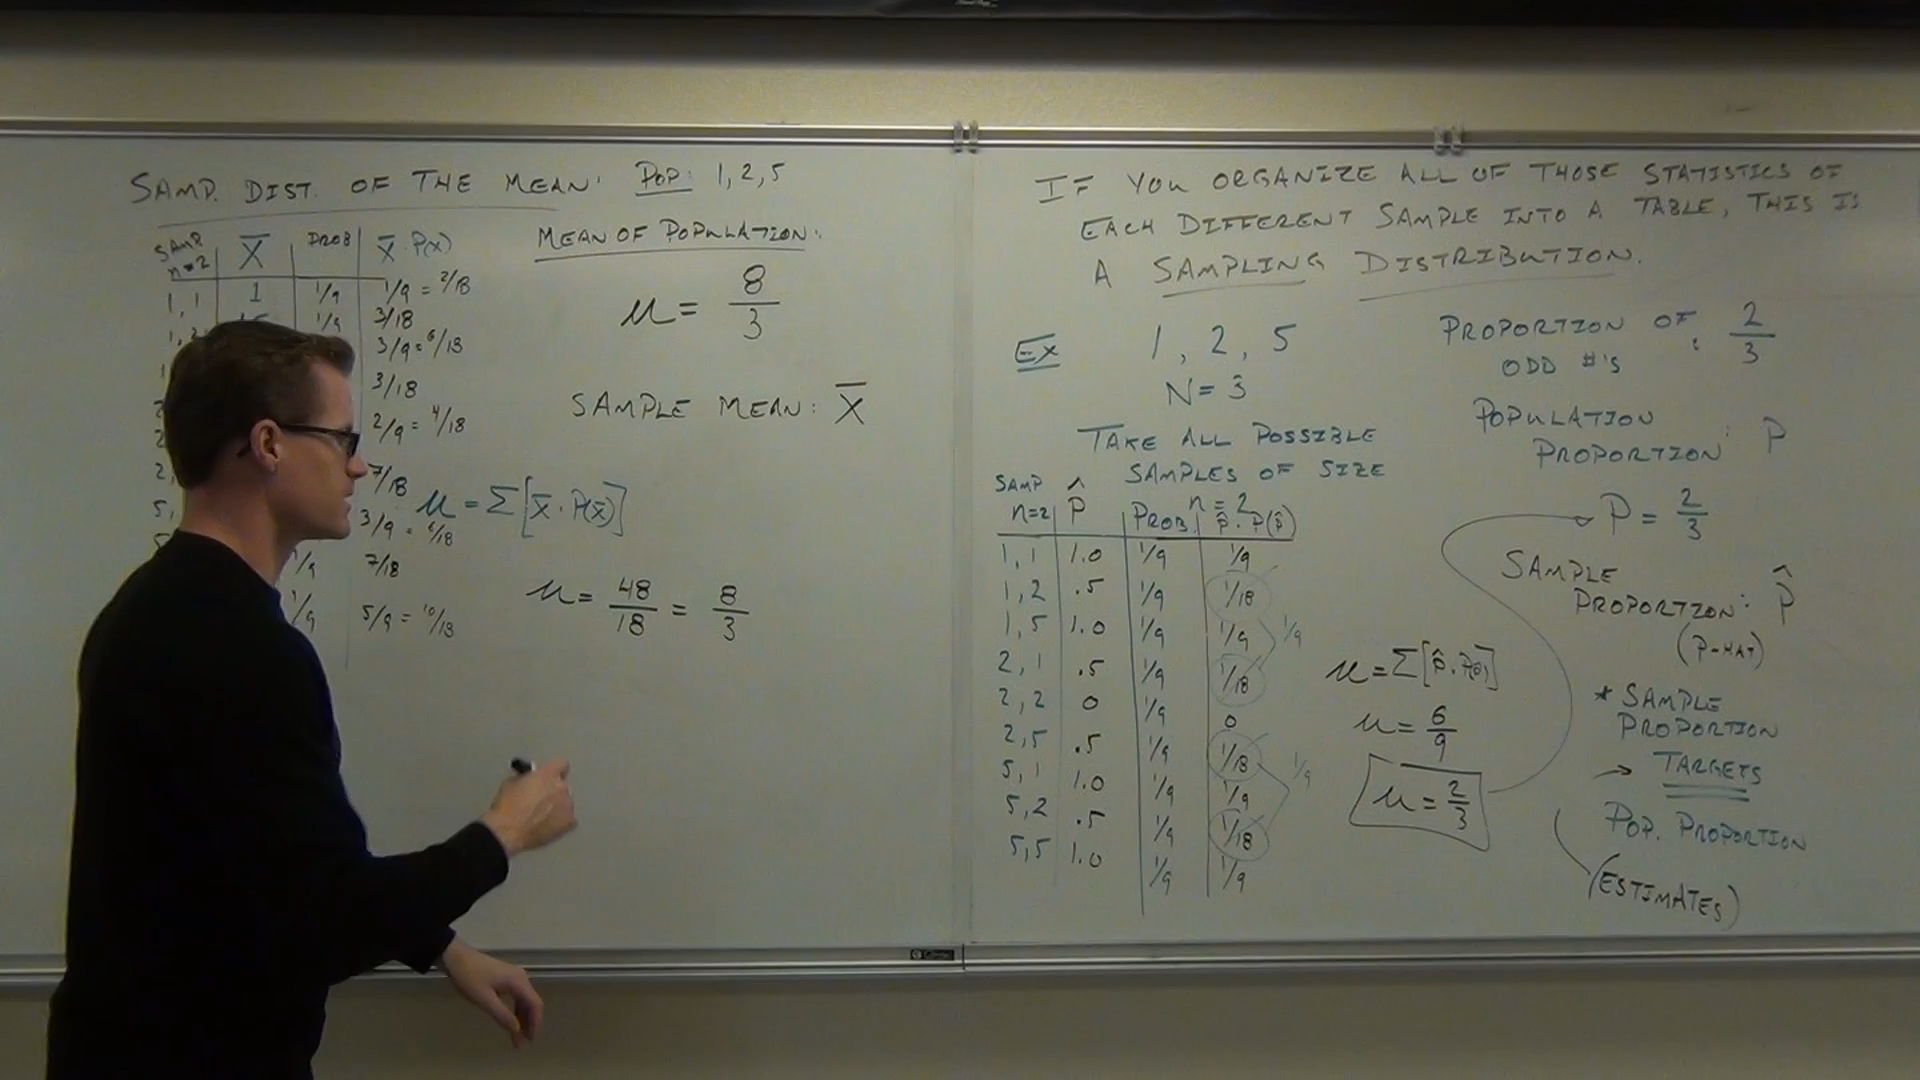 SAMP. DIST. OF THE MEAN: POP: 1, 2, 5
SAMP n=2 X̄ PROB X̄·P(X)
1, 1 1 1/9 1/9 = 2/18
1, 2 1/9 3/18
3/9 = 6/18
3/18
2/9 = 4/18
7/18
3/9 = 6/18
1/9 7/18
1/9 5/9 = 10/18
MEAN OF POPULATION:
μ = 8/3
SAMPLE MEAN: X̄
μ = Σ[X̄·P(X̄)]
μ = 48/18 = 8/3
IF YOU ORGANIZE ALL OF THOSE STATISTICS OF
EACH DIFFERENT SAMPLE INTO A TABLE, THIS IS
A SAMPLING DISTRIBUTION.
EX 1, 2, 5
N = 3
TAKE ALL POSSIBLE
SAMPLES OF SIZE
n = 2
SAMP n=2 P̂ PROB. p̂·P(p̂)
1, 1 1.0 1/9 1/9
1, 2 .5 1/9 1/18
1, 5 1.0 1/9 1/9 1/9
2, 1 .5 1/9 1/18
2, 2 0 1/9 0
2, 5 .5 1/9 1/18
5, 1 1.0 1/9 1/9 1/9
5, 2 .5 1/9 1/18
5, 5 1.0 1/9 1/9
μ = Σ[p̂·P(p̂)]
μ = 6/9
μ = 2/3
PROPORTION OF
ODD #'S : 2/3
POPULATION
PROPORTION: P
P = 2/3
SAMPLE
PROPORTION: P̂
(P-HAT)
* SAMPLE
PROPORTION
→ TARGETS
POP. PROPORTION
(ESTIMATES)